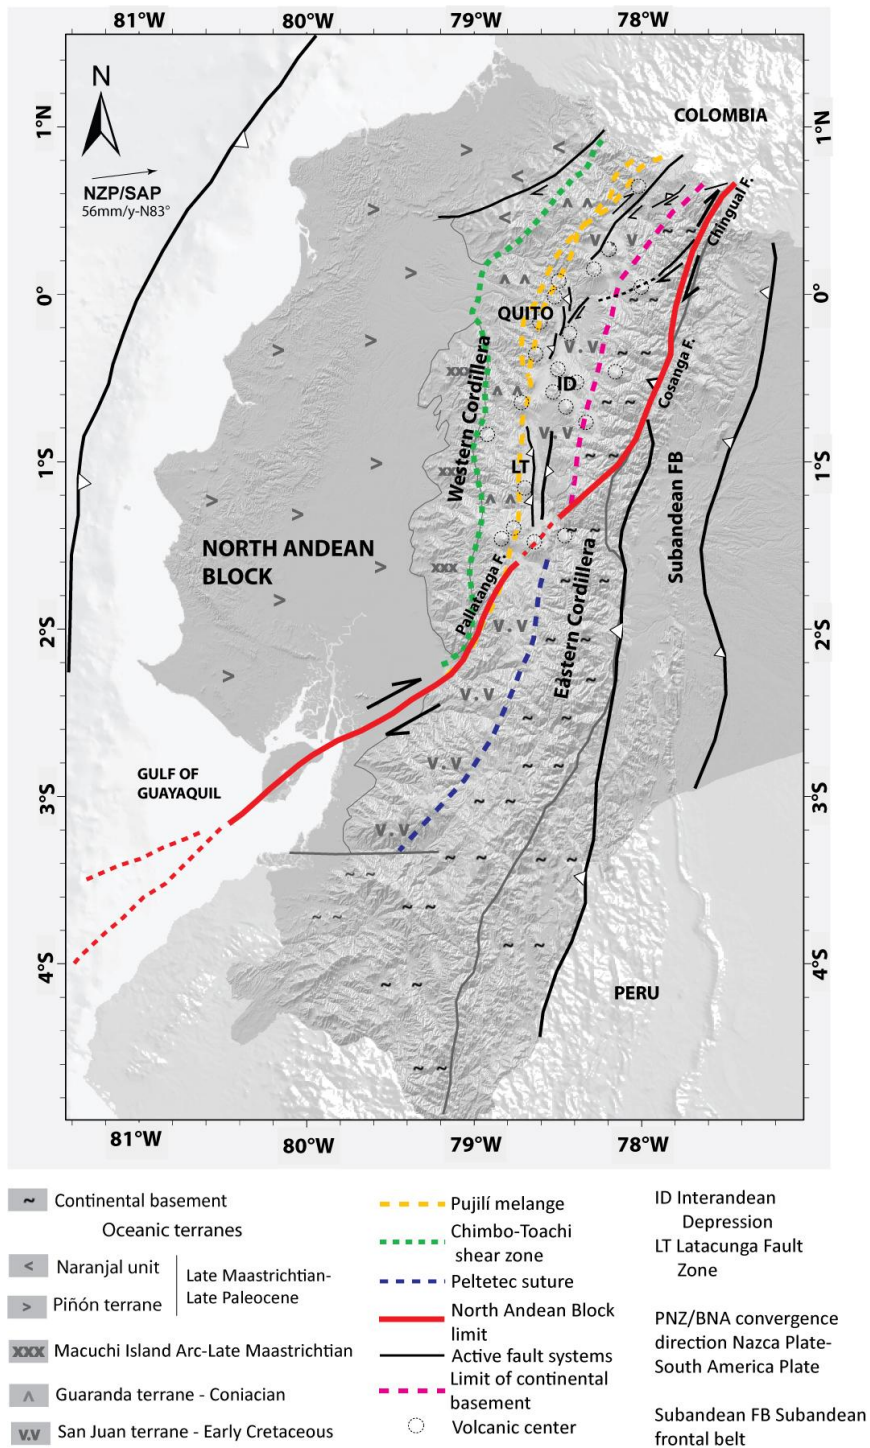 81°W 80°W 79°W 78°W
N
COLOMBIA
1°N 1°N
NZP/SAP
56mm/y-N83°
Chingual F.
0° 0°
QUITO
Western Cordillera
ID
Cosanga F.
1°S 1°S
LT
Subandean FB
NORTH ANDEAN
BLOCK
Pallatanga F.
Eastern Cordillera
2°S 2°S
GULF OF
GUAYAQUIL
3°S 3°S
4°S 4°S
PERU
81°W 80°W 79°W 78°W
Continental basement
Oceanic terranes
Naranjal unit
Piñón terrane
Late Maastrichtian-
Late Paleocene
Macuchi Island Arc-Late Maastrichtian
Guaranda terrane - Coniacian
San Juan terrane - Early Cretaceous
Pujilí melange
Chimbo-Toachi
shear zone
Peltetec suture
North Andean Block
limit
Active fault systems
Limit of continental
basement
Volcanic center
ID Interandean
Depression
LT Latacunga Fault
Zone
PNZ/BNA convergence
direction Nazca Plate-
South America Plate
Subandean FB Subandean
frontal belt